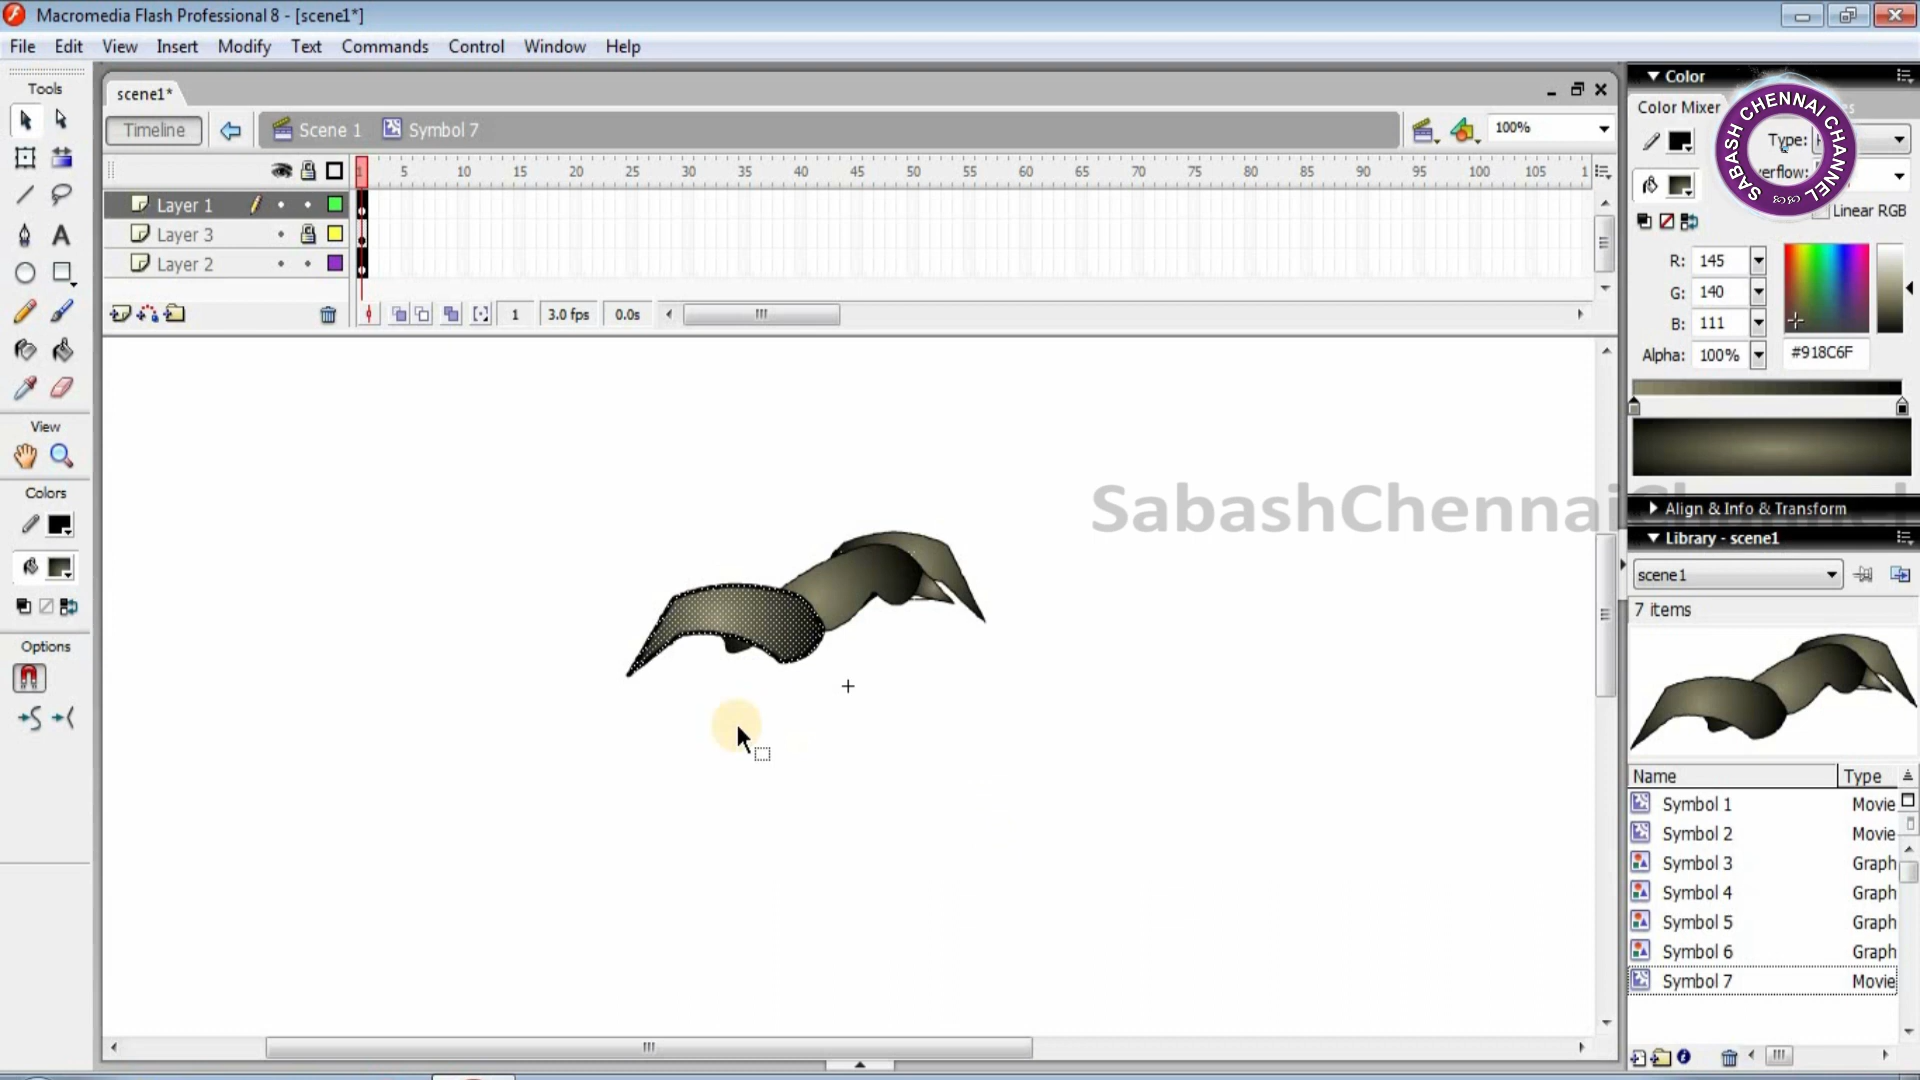 Macromedia Flash Professional 8 - [scene1*]
File Edit View Insert Modify Text Commands Control Window Help
Tools
View
Colors
Options
scene1*
Timeline Scene 1 Symbol 7 100%
1 5 10 15 20 25 30 35 40 45 50 55 60 65 70 75 80 85 90 95 100 105 1
Layer 1
Layer 3
Layer 2
1 3.0 fps 0.0s
SabashChennai
Color
Color Mixer
Type:
erflow:
SABASH CHENNAI CHANNEL
Linear RGB
R: 145
G: 140
B: 111
Alpha: 100% #918C6F
Align & Info & Transform
Library - scene1
scene1
7 items
Name Type
Symbol 1 Movie
Symbol 2 Movie
Symbol 3 Graph
Symbol 4 Graph
Symbol 5 Graph
Symbol 6 Graph
Symbol 7 Movie